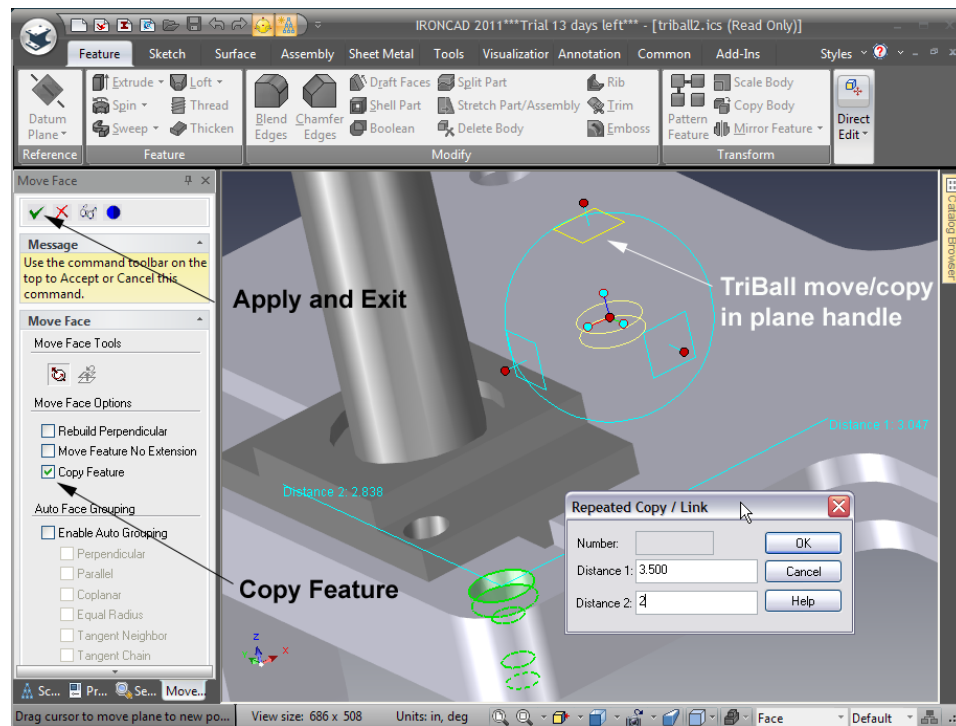 IRONCAD 2011***Trial 13 days left*** - [triball2.ics (Read Only)]
Feature Sketch Surface Assembly Sheet Metal Tools Visualization Annotation Common Add-Ins Styles
Extrude Loft Draft Faces Split Part Rib Scale Body
Spin Thread Shell Part Stretch Part/Assembly Trim Copy Body
Datum Plane Sweep Thicken Blend Edges Chamfer Edges Boolean Delete Body Emboss Pattern Feature Mirror Feature Direct Edit
Reference Feature Modify Transform
Move Face
Message
Use the command toolbar on the
top to Accept or Cancel this
command.
Move Face
Move Face Tools
Move Face Options
Rebuild Perpendicular
Move Feature No Extension
Copy Feature
Auto Face Grouping
Enable Auto Grouping
Perpendicular
Parallel
Coplanar
Equal Radius
Tangent Neighbor
Tangent Chain
Sc... Pr... Se... Move...
Apply and Exit
Copy Feature
TriBall move/copy
in plane handle
Distance 1: 3.047
Distance 2: 2.838
Repeated Copy / Link
Number:
OK
Distance 1: 3.500
Cancel
Distance 2: 2
Help
z
x
Catalog Browser
Drag cursor to move plane to new po... View size: 686 x 508 Units: in, deg Face Default